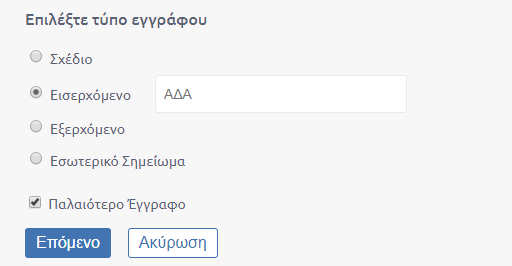 Επιλέξτε τύπο εγγράφου
Σχέδιο
Εισερχόμενο ΑΔΑ
Εξερχόμενο
Εσωτερικό Σημείωμα
Παλαιότερο Έγγραφο
Επόμενο Ακύρωση